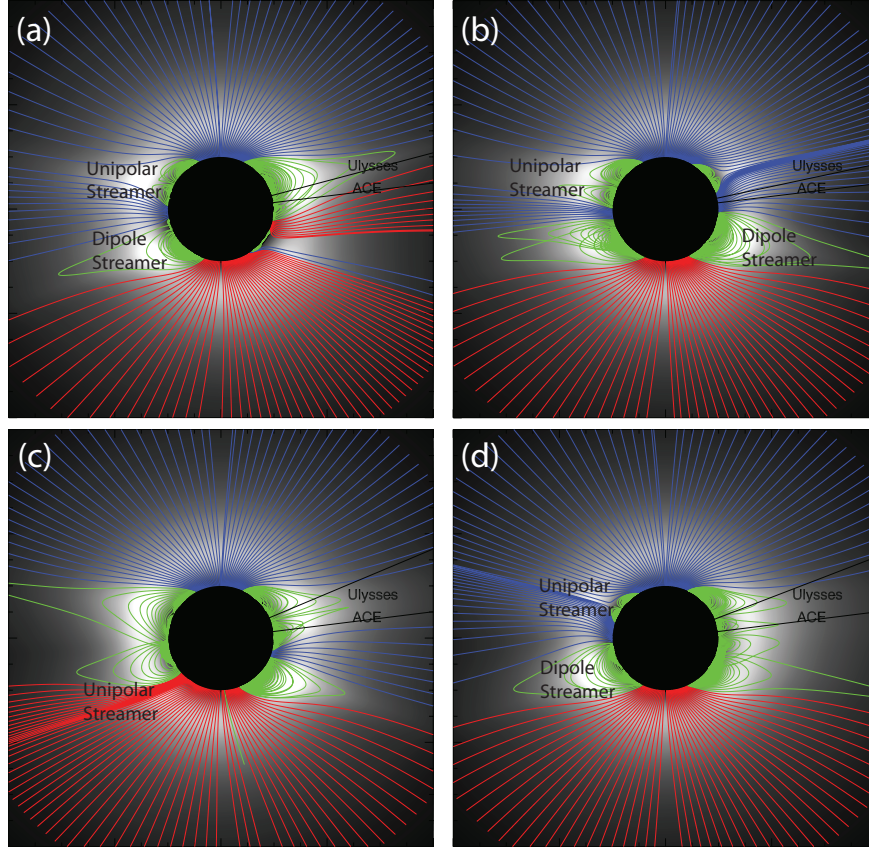 (a)
Unipolar
Streamer
Dipole
Streamer
Ulysses
ACE
(b)
Unipolar
Streamer
Ulysses
ACE
Dipole
Streamer
(c)
Ulysses
ACE
Unipolar
Streamer
(d)
Unipolar
Streamer
Dipole
Streamer
Ulysses
ACE